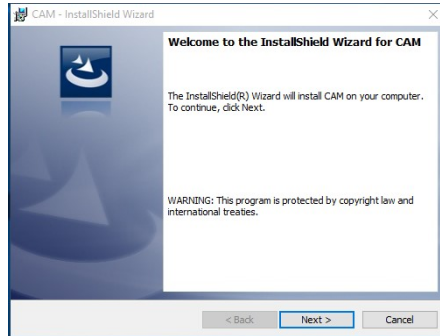 CAM - InstallShield Wizard
Welcome to the InstallShield Wizard for CAM
The InstallShield(R) Wizard will install CAM on your computer.
To continue, click Next.
WARNING: This program is protected by copyright law and
international treaties.
< Back
Next >
Cancel